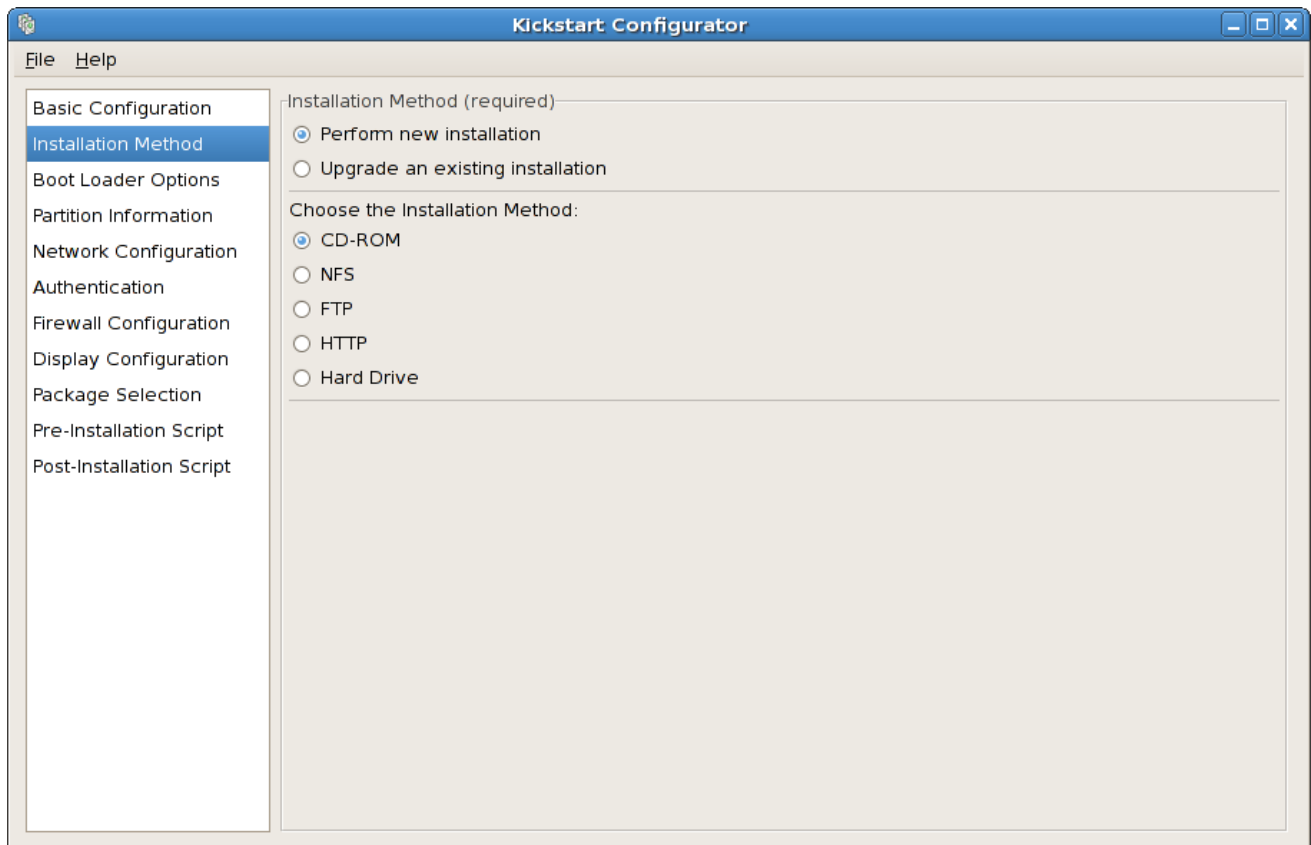 Kickstart Configurator
File Help
Basic Configuration
Installation Method
Boot Loader Options
Partition Information
Network Configuration
Authentication
Firewall Configuration
Display Configuration
Package Selection
Pre-Installation Script
Post-Installation Script
Installation Method (required)
Perform new installation
Upgrade an existing installation
Choose the Installation Method:
CD-ROM
NFS
FTP
HTTP
Hard Drive